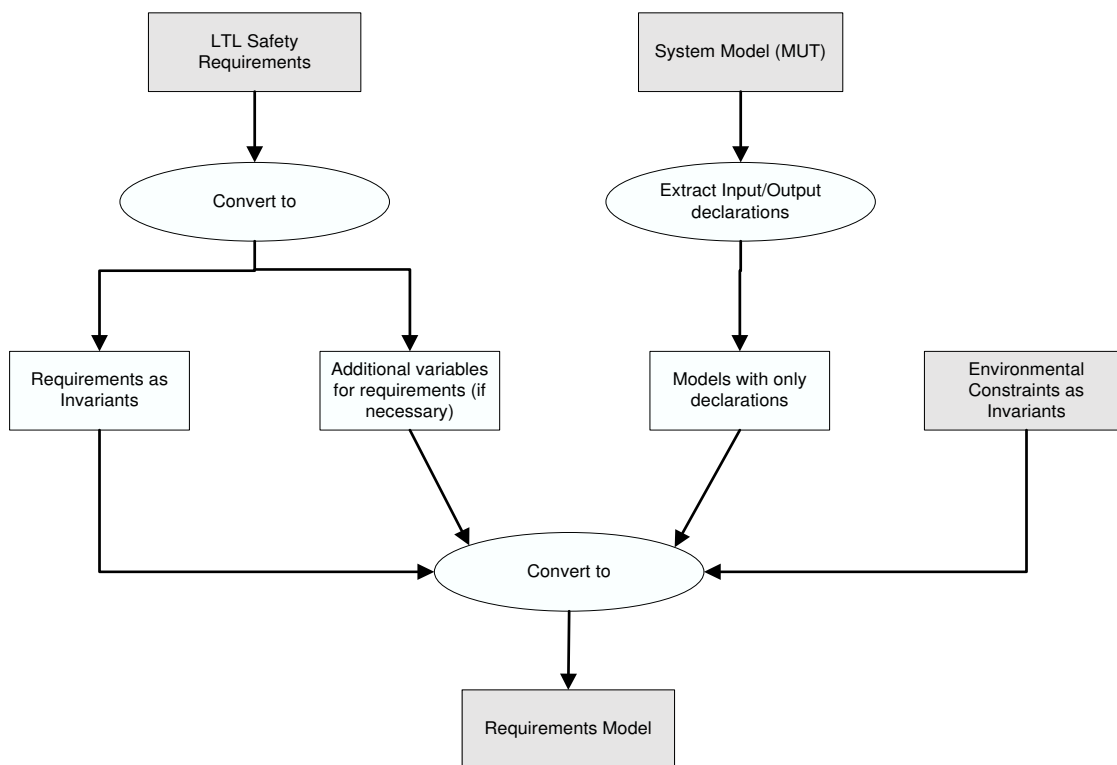 LTL Safety
Requirements
System Model (MUT)
Convert to
Extract Input/Output
declarations
Requirements as
Invariants
Additional variables
for requirements (if
necessary)
Models with only
declarations
Environmental
Constraints as
Invariants
Convert to
Requirements Model